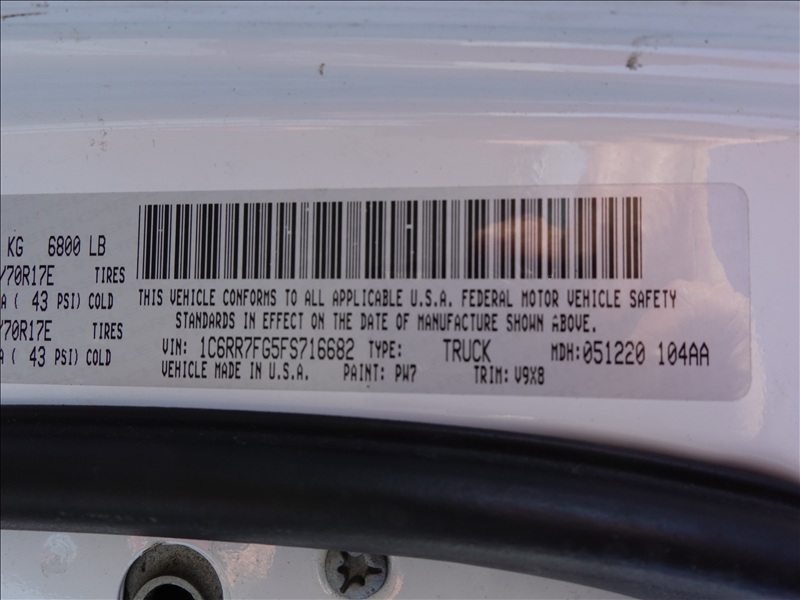 KG 6800 LB
/70R17E TIRES
A ( 43 PSI) COLD
/70R17E TIRES
A ( 43 PSI) COLD
THIS VEHICLE CONFORMS TO ALL APPLICABLE U.S.A. FEDERAL MOTOR VEHICLE SAFETY
STANDARDS IN EFFECT ON THE DATE OF MANUFACTURE SHOWN ABOVE.
VIN: 1C6RR7FG5FS716682 TYPE: TRUCK MDH:051220 104AA
VEHICLE MADE IN U.S.A. PAINT: PW7 TRIM: V9X8